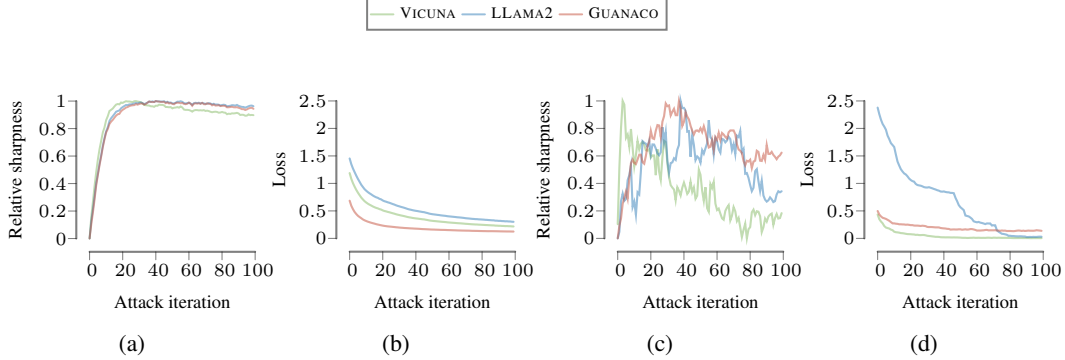 VICUNA LLAMA2 GUANACO
Relative sharpness
1
0.8
0.6
0.4
0.2
0
0 20 40 60 80 100
Attack iteration
(a)
Loss
2.5
2
1.5
1
0.5
0
0 20 40 60 80 100
Attack iteration
(b)
Relative sharpness
1
0.8
0.6
0.4
0.2
0
0 20 40 60 80 100
Attack iteration
(c)
Loss
2.5
2
1.5
1
0.5
0
0 20 40 60 80 100
Attack iteration
(d)